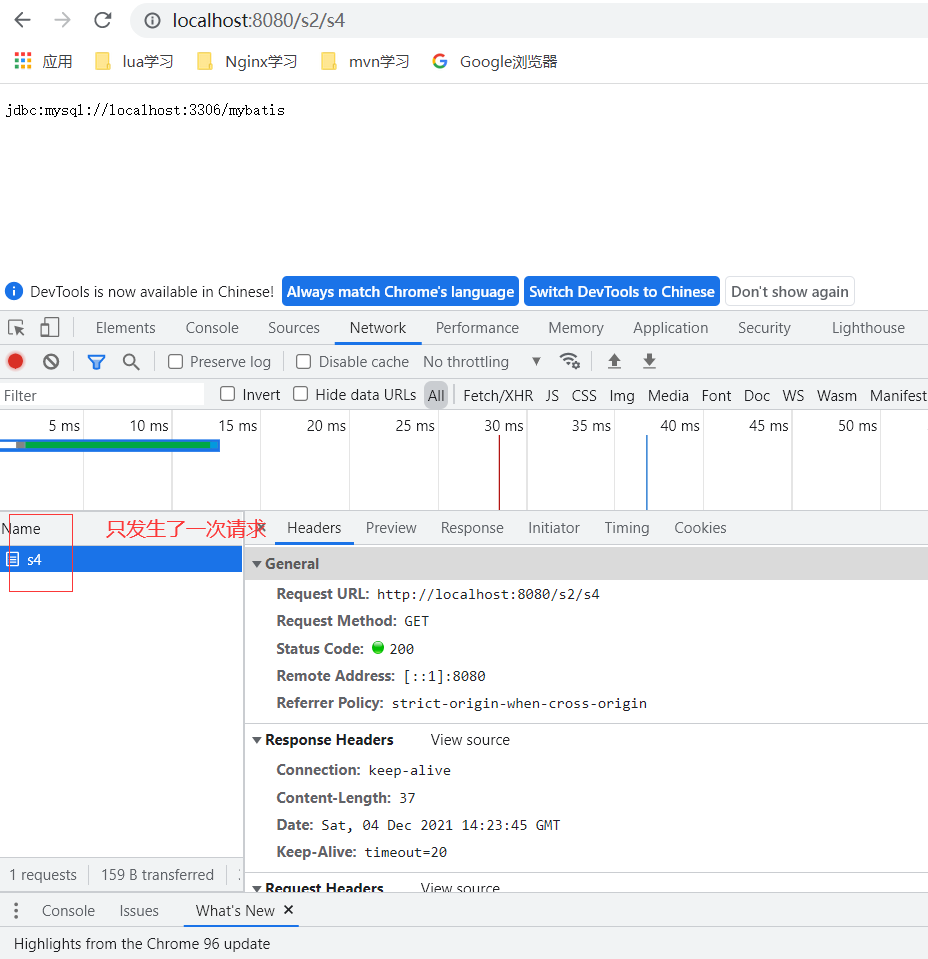 localhost:8080/s2/s4
应用 lua学习 Nginx学习 mvn学习 Google浏览器
jdbc:mysql://localhost:3306/mybatis
DevTools is now available in Chinese! Always match Chrome's language Switch DevTools to Chinese Don't show again
Elements Console Sources Network Performance Memory Application Security Lighthouse
Preserve log Disable cache No throttling
Filter Invert Hide data URLs All Fetch/XHR JS CSS Img Media Font Doc WS Wasm Manifest
5 ms 10 ms 15 ms 20 ms 25 ms 30 ms 35 ms 40 ms 45 ms 50 ms
Name 只发生了一次请求 Headers Preview Response Initiator Timing Cookies
s4
General
Request URL: http://localhost:8080/s2/s4
Request Method: GET
Status Code: 200
Remote Address: [::1]:8080
Referrer Policy: strict-origin-when-cross-origin
Response Headers View source
Connection: keep-alive
Content-Length: 37
Date: Sat, 04 Dec 2021 14:23:45 GMT
Keep-Alive: timeout=20
1 requests 159 B transferred
Request Headers View source
Console Issues What's New ×
Highlights from the Chrome 96 update